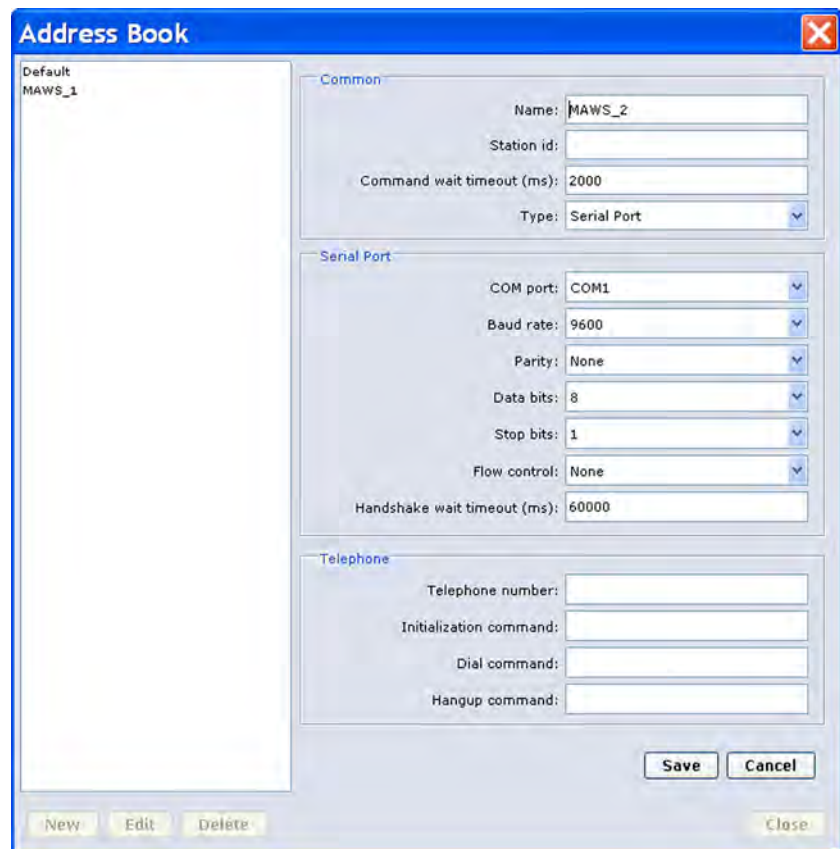 Address Book
Default
MAWS_1
Common
Name: MAWS_2
Station id:
Command wait timeout (ms): 2000
Type: Serial Port
Serial Port
COM port: COM1
Baud rate: 9600
Parity: None
Data bits: 8
Stop bits: 1
Flow control: None
Handshake wait timeout (ms): 60000
Telephone
Telephone number:
Initialization command:
Dial command:
Hangup command:
Save Cancel
New Edit Delete Close